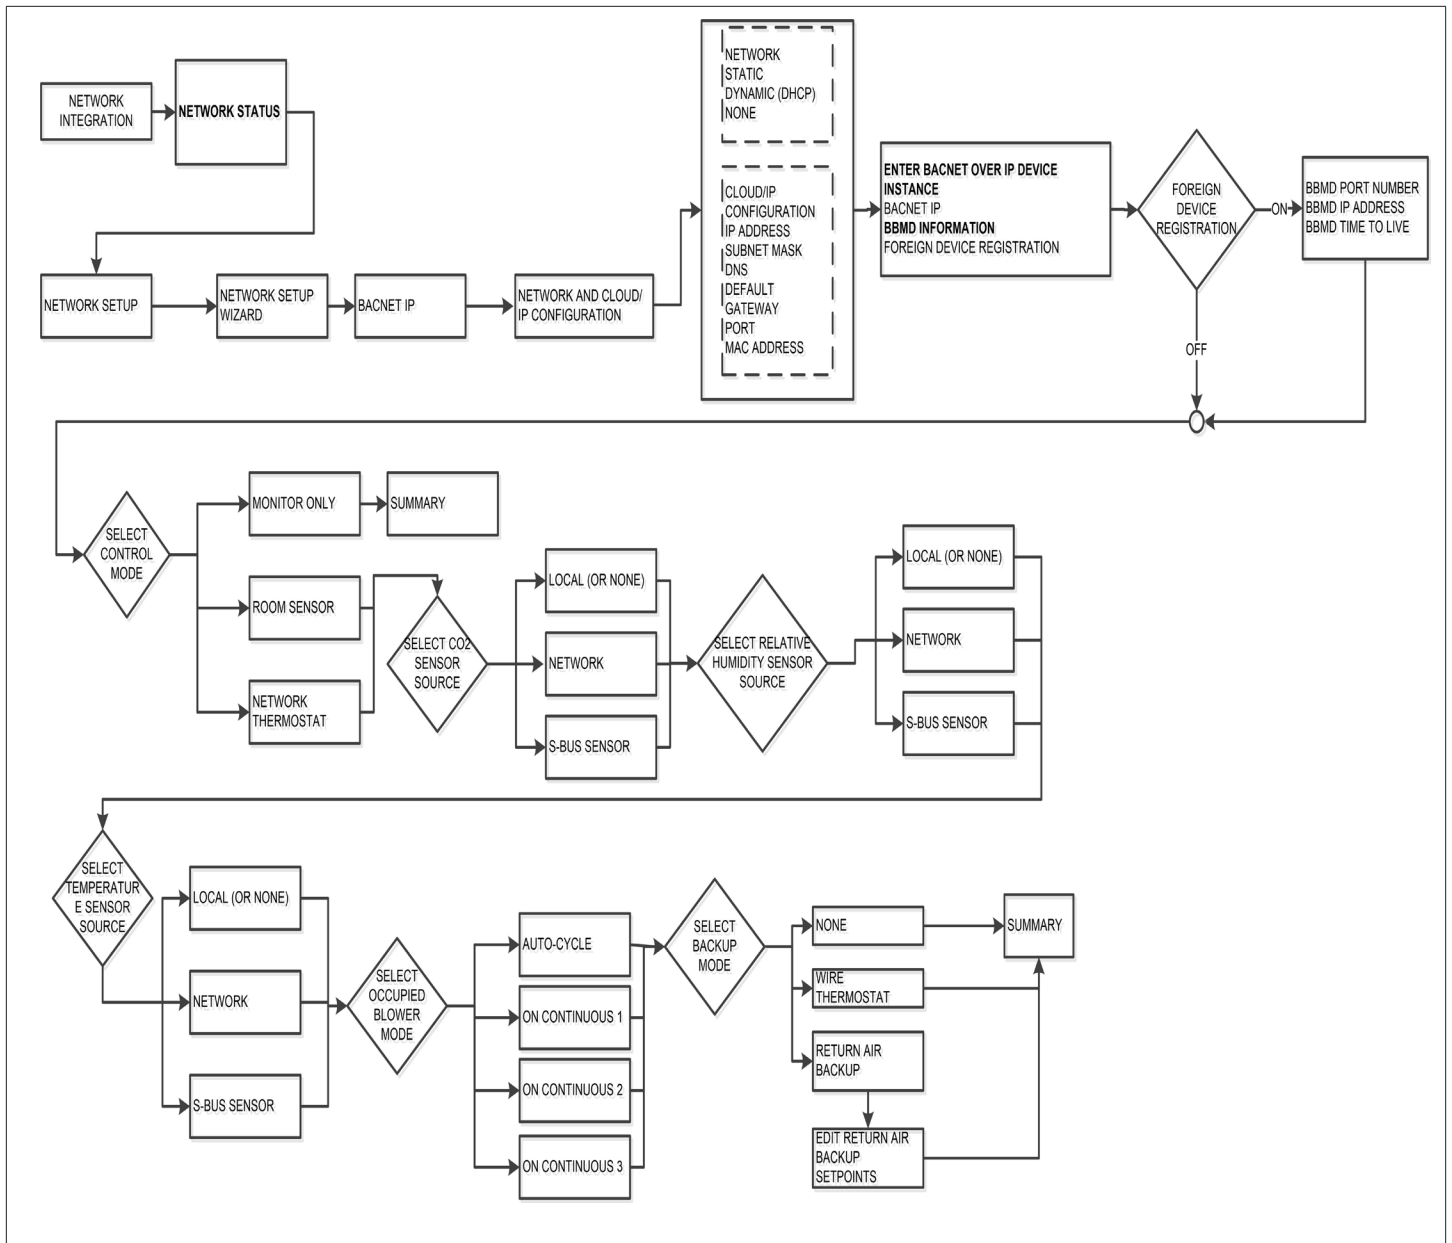 NETWORK
INTEGRATION
NETWORK STATUS
NETWORK SETUP
NETWORK SETUP
WIZARD
BACNET IP
NETWORK AND CLOUD/
IP CONFIGURATION
NETWORK
STATIC
DYNAMIC (DHCP)
NONE
CLOUD/IP
CONFIGURATION
IP ADDRESS
SUBNET MASK
DNS
DEFAULT
GATEWAY
PORT
MAC ADDRESS
ENTER BACNET OVER IP DEVICE
INSTANCE
BACNET IP
BBMD INFORMATION
FOREIGN DEVICE REGISTRATION
FOREIGN
DEVICE
REGISTRATION
ON
BBMD PORT NUMBER
BBMD IP ADDRESS
BBMD TIME TO LIVE
OFF
SELECT
CONTROL
MODE
MONITOR ONLY
SUMMARY
ROOM SENSOR
NETWORK
THERMOSTAT
SELECT CO2
SENSOR
SOURCE
LOCAL (OR NONE)
NETWORK
S-BUS SENSOR
SELECT RELATIVE
HUMIDITY SENSOR
SOURCE
LOCAL (OR NONE)
NETWORK
S-BUS SENSOR
SELECT
TEMPERATUR
E SENSOR
SOURCE
LOCAL (OR NONE)
NETWORK
S-BUS SENSOR
SELECT
OCCUPIED
BLOWER
MODE
AUTO-CYCLE
ON CONTINUOUS 1
ON CONTINUOUS 2
ON CONTINUOUS 3
SELECT
BACKUP
MODE
NONE
WIRE
THERMOSTAT
RETURN AIR
BACKUP
EDIT RETURN AIR
BACKUP
SETPOINTS
SUMMARY